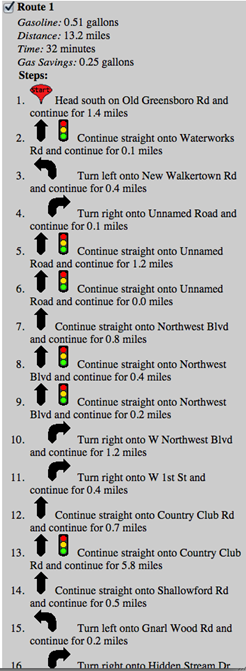 Route 1
Gasoline: 0.51 gallons
Distance: 13.2 miles
Time: 32 minutes
Gas Savings: 0.25 gallons
Steps:
1. Start Head south on Old Greensboro Rd and
continue for 1.4 miles
2. Continue straight onto Waterworks
Rd and continue for 0.1 miles
3. Turn left onto New Walkertown Rd
and continue for 0.4 miles
4. Turn right onto Unnamed Road and
continue for 0.1 miles
5. Continue straight onto Unnamed
Road and continue for 1.2 miles
6. Continue straight onto Unnamed
Road and continue for 0.0 miles
7. Continue straight onto Northwest Blvd
and continue for 0.8 miles
8. Continue straight onto Northwest
Blvd and continue for 0.4 miles
9. Continue straight onto Northwest
Blvd and continue for 0.2 miles
10. Turn right onto W Northwest Blvd
and continue for 1.2 miles
11. Turn right onto W 1st St and
continue for 0.4 miles
12. Continue straight onto Country Club Rd
and continue for 0.7 miles
13. Continue straight onto Country Club
Rd and continue for 5.8 miles
14. Continue straight onto Shallowford Rd
and continue for 0.5 miles
15. Turn left onto Gnarl Wood Rd and
continue for 0.2 miles
16. Turn right onto Hidden Stream Dr